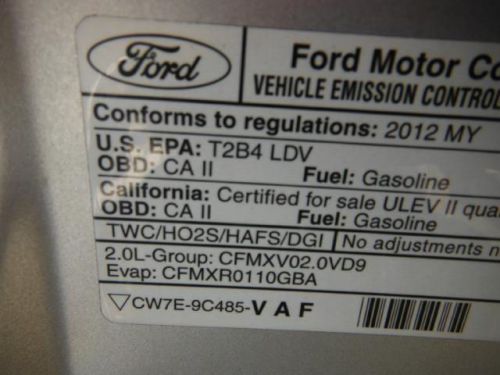 Ford
Ford Motor Co
VEHICLE EMISSION CONTROL
Conforms to regulations: 2012 MY
U.S. EPA: T2B4 LDV
OBD: CA II Fuel: Gasoline
California: Certified for sale ULEV II qua
OBD: CA II Fuel: Gasoline
TWC/HO2S/HAFS/DGI No adjustments n
2.0L-Group: CFMXV02.0VD9
Evap: CFMXR0110GBA
CW7E-9C485-V A F